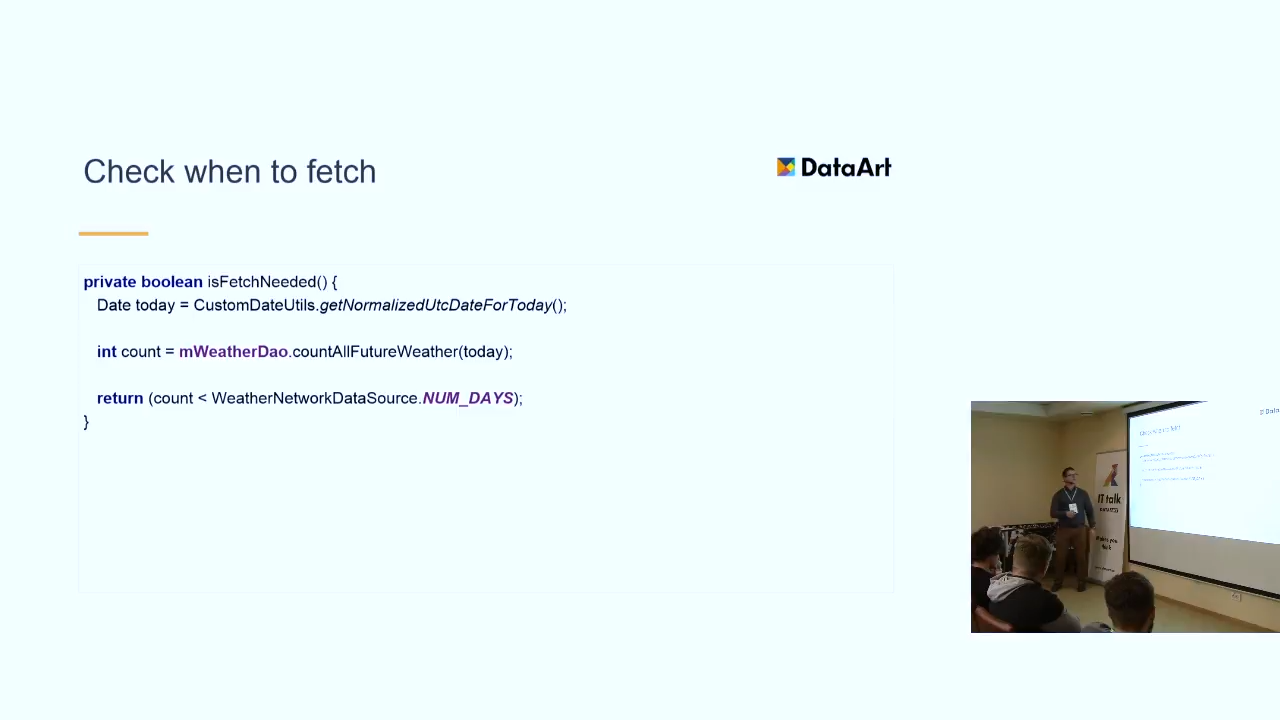 Check when to fetch
DataArt
private boolean isFetchNeeded() {
Date today = CustomDateUtils.getNormalizedUtcDateForToday();
int count = mWeatherDao.countAllFutureWeather(today);
return (count < WeatherNetworkDataSource.NUM_DAYS);
}
IT talk